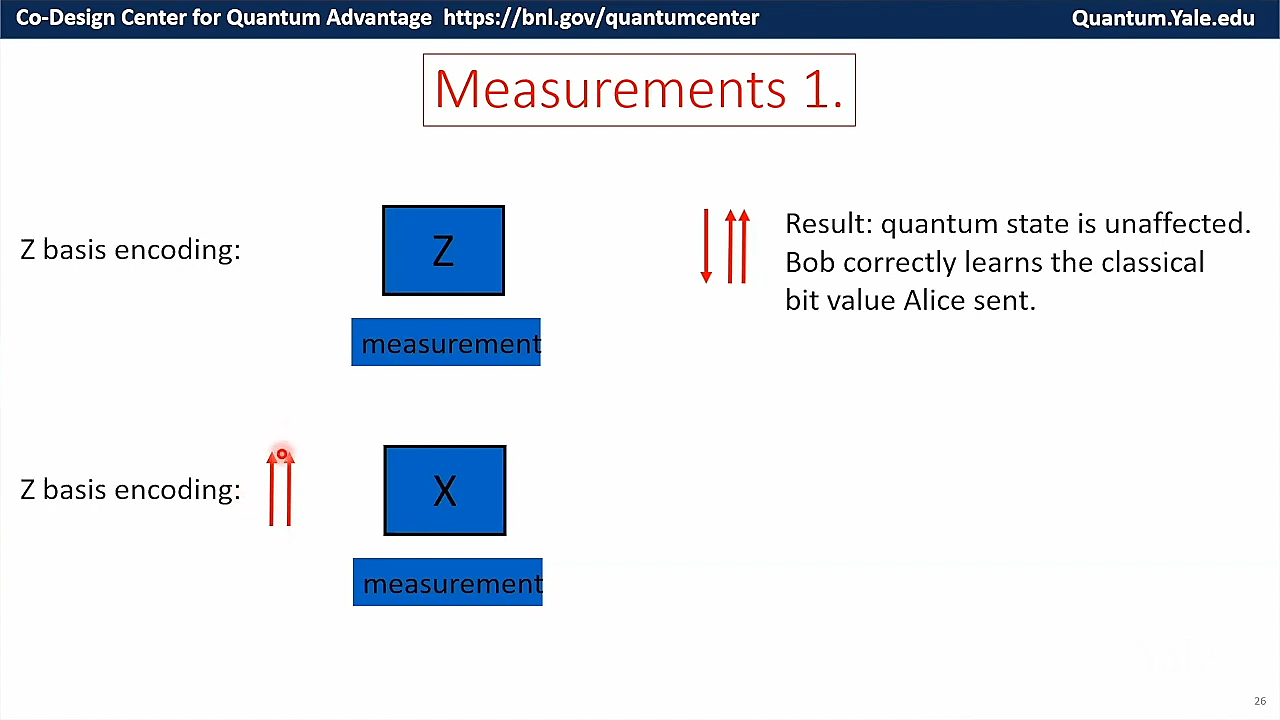 Co-Design Center for Quantum Advantage https://bnl.gov/quantumcenter
Quantum.Yale.edu
Measurements 1.
Z basis encoding:
Z
measurement
Result: quantum state is unaffected.
Bob correctly learns the classical
bit value Alice sent.
Z basis encoding:
X
measurement
26